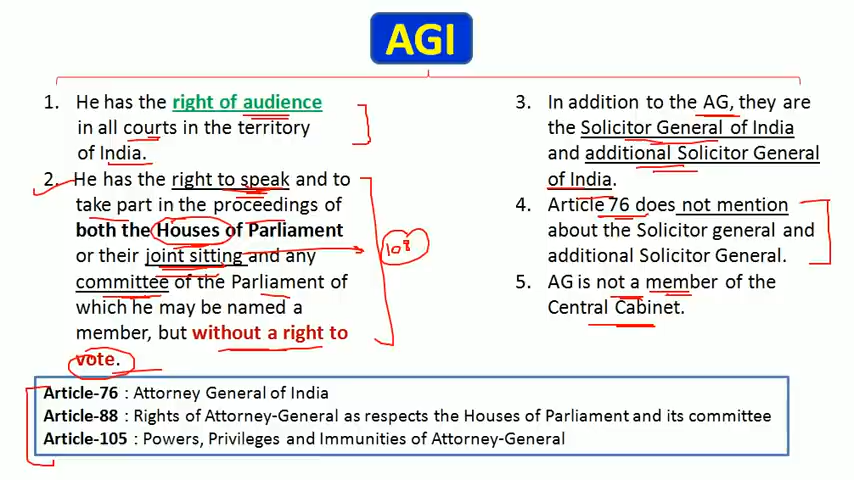 AGI
1. He has the right of audience
in all courts in the territory
of India.
2. He has the right to speak and to
take part in the proceedings of
both the Houses of Parliament
or their joint sitting and any
committee of the Parliament of
which he may be named a
member, but without a right to
vote.
108
3. In addition to the AG, they are
the Solicitor General of India
and additional Solicitor General
of India.
4. Article 76 does not mention
about the Solicitor general and
additional Solicitor General.
5. AG is not a member of the
Central Cabinet.
Article-76 : Attorney General of India
Article-88 : Rights of Attorney-General as respects the Houses of Parliament and its committee
Article-105 : Powers, Privileges and Immunities of Attorney-General